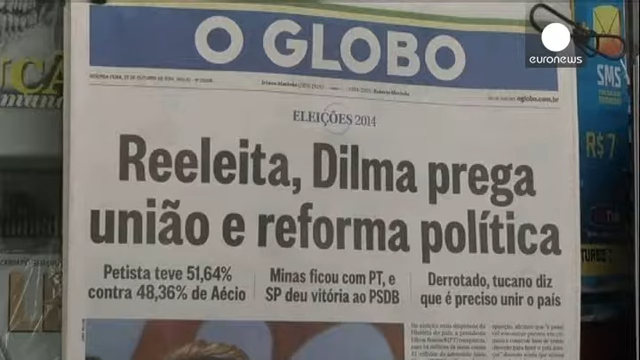 O GLOBO
euronews
SMS
R$ 7
ELEIÇÕES 2014
Reeleita, Dilma prega
união e reforma política
Petista teve 51,64%
contra 48,36% de Aécio
Minas ficou com PT, e
SP deu vitória ao PSDB
Derrotado, tucano diz
que é preciso unir o país